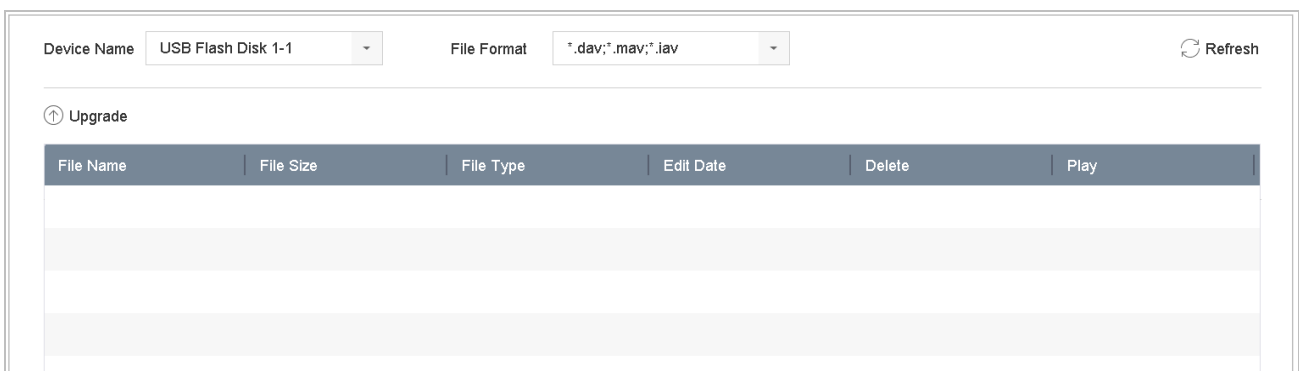 Device Name USB Flash Disk 1-1 File Format *.dav;*.mav;*.iav Refresh
Upgrade
File Name File Size File Type Edit Date Delete Play